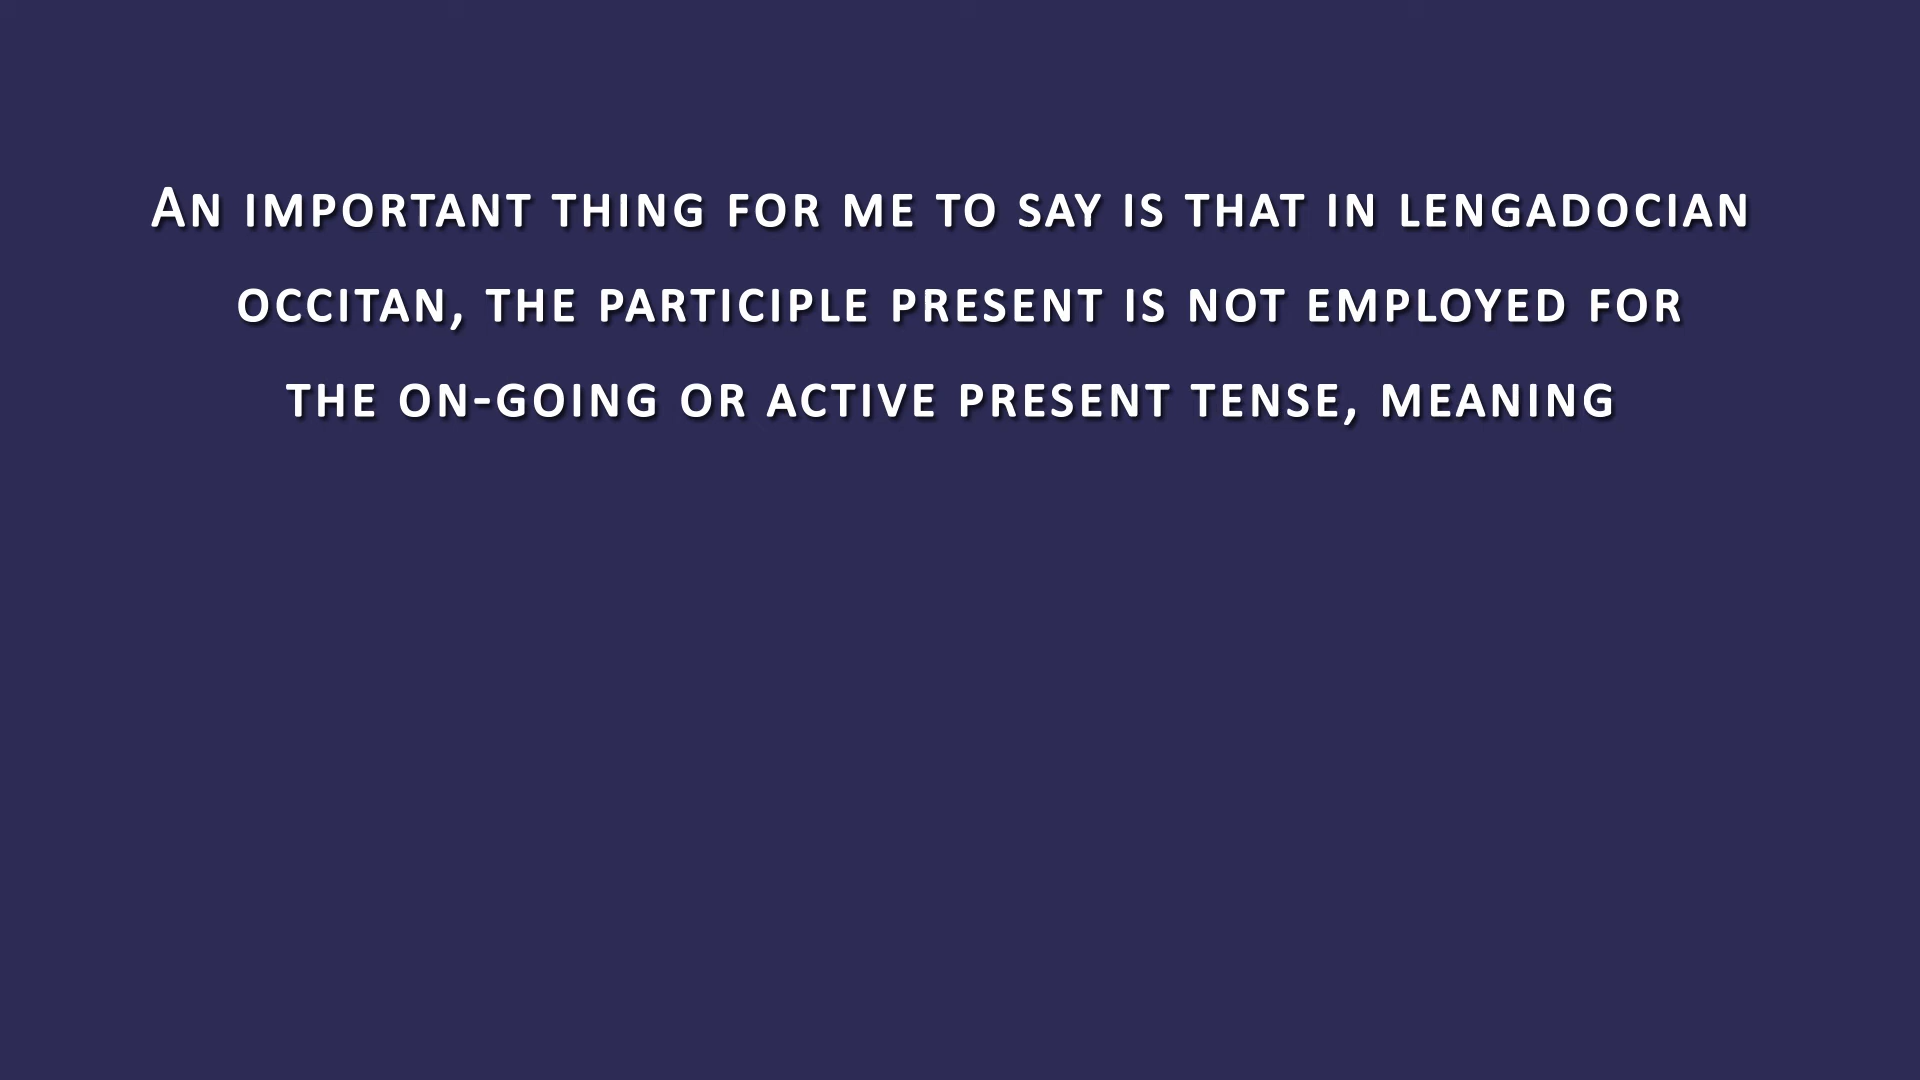 An important thing for me to say is that in lengadocian
occitan, the participle present is not employed for
the on-going or active present tense, meaning